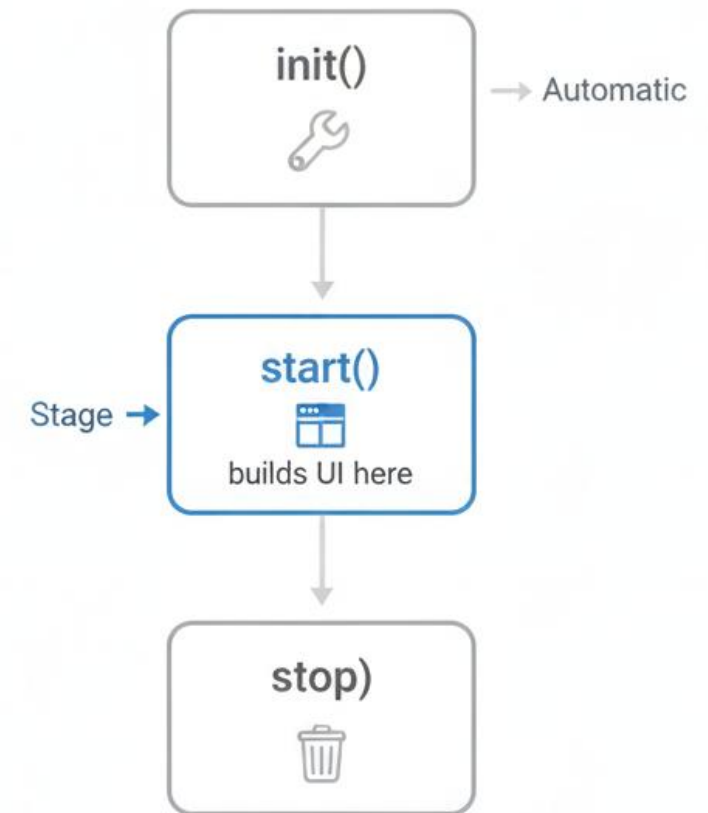 init()
Automatic
start()
Stage
builds UI here
stop)